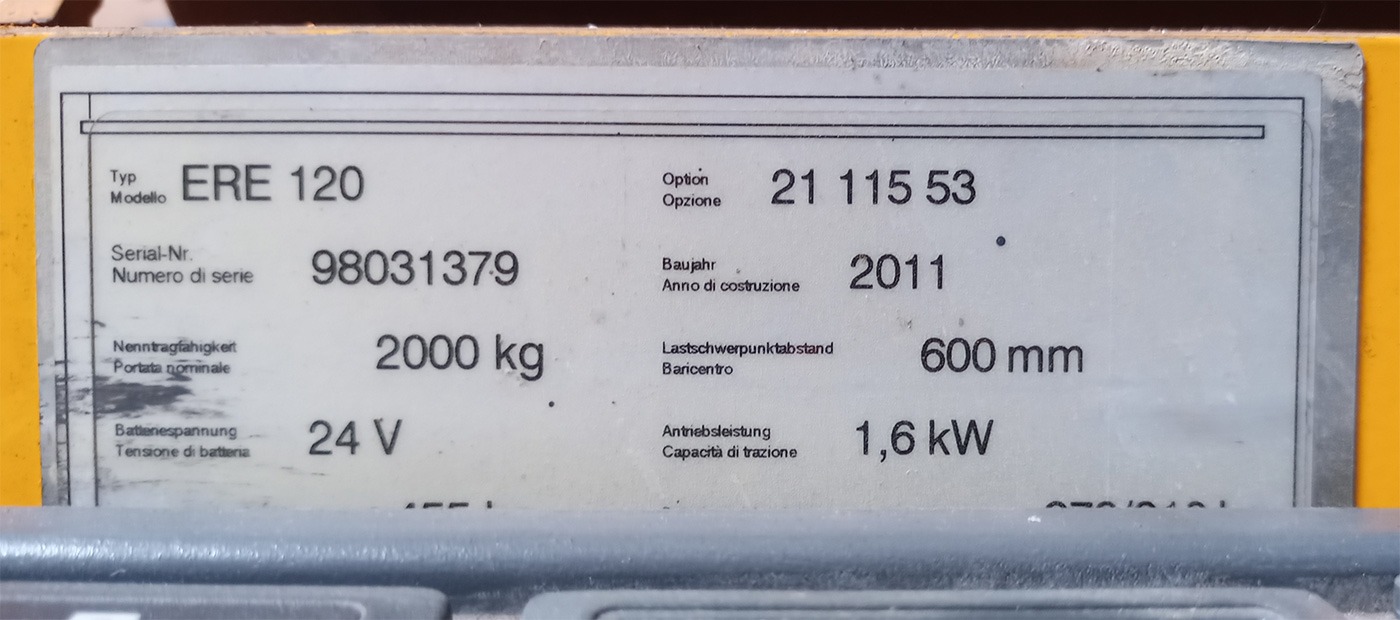 Typ
Modello ERE 120
Option
Opzione 21 115 53
Serial-Nr.
Numero di serie 98031379
Baujahr
Anno di costruzione 2011
Nenntragfähigkeit
Portata nominale 2000 kg
Lastschwerpunktabstand
Baricentro 600 mm
Batteriespannung
Tensione di batteria 24 V
Antriebsleistung
Capacità di trazione 1,6 kW